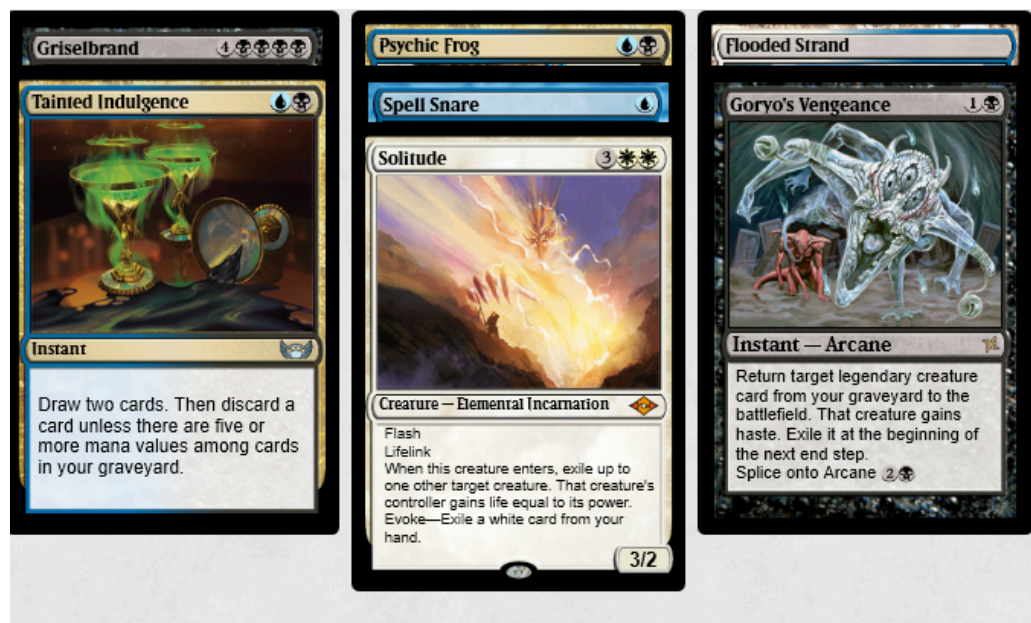 Griselbrand 4
Tainted Indulgence
Instant
Draw two cards. Then discard a
card unless there are five or
more mana values among cards
in your graveyard.
Psychic Frog
Spell Snare
Solitude 3
Creature — Elemental Incarnation
Flash
Lifelink
When this creature enters, exile up to
one other target creature. That creature's
controller gains life equal to its power.
Evoke—Exile a white card from your
hand.
3/2
Flooded Strand
Goryo's Vengeance 1
Instant — Arcane
Return target legendary creature
card from your graveyard to the
battlefield. That creature gains
haste. Exile it at the beginning of
the next end step.
Splice onto Arcane 2